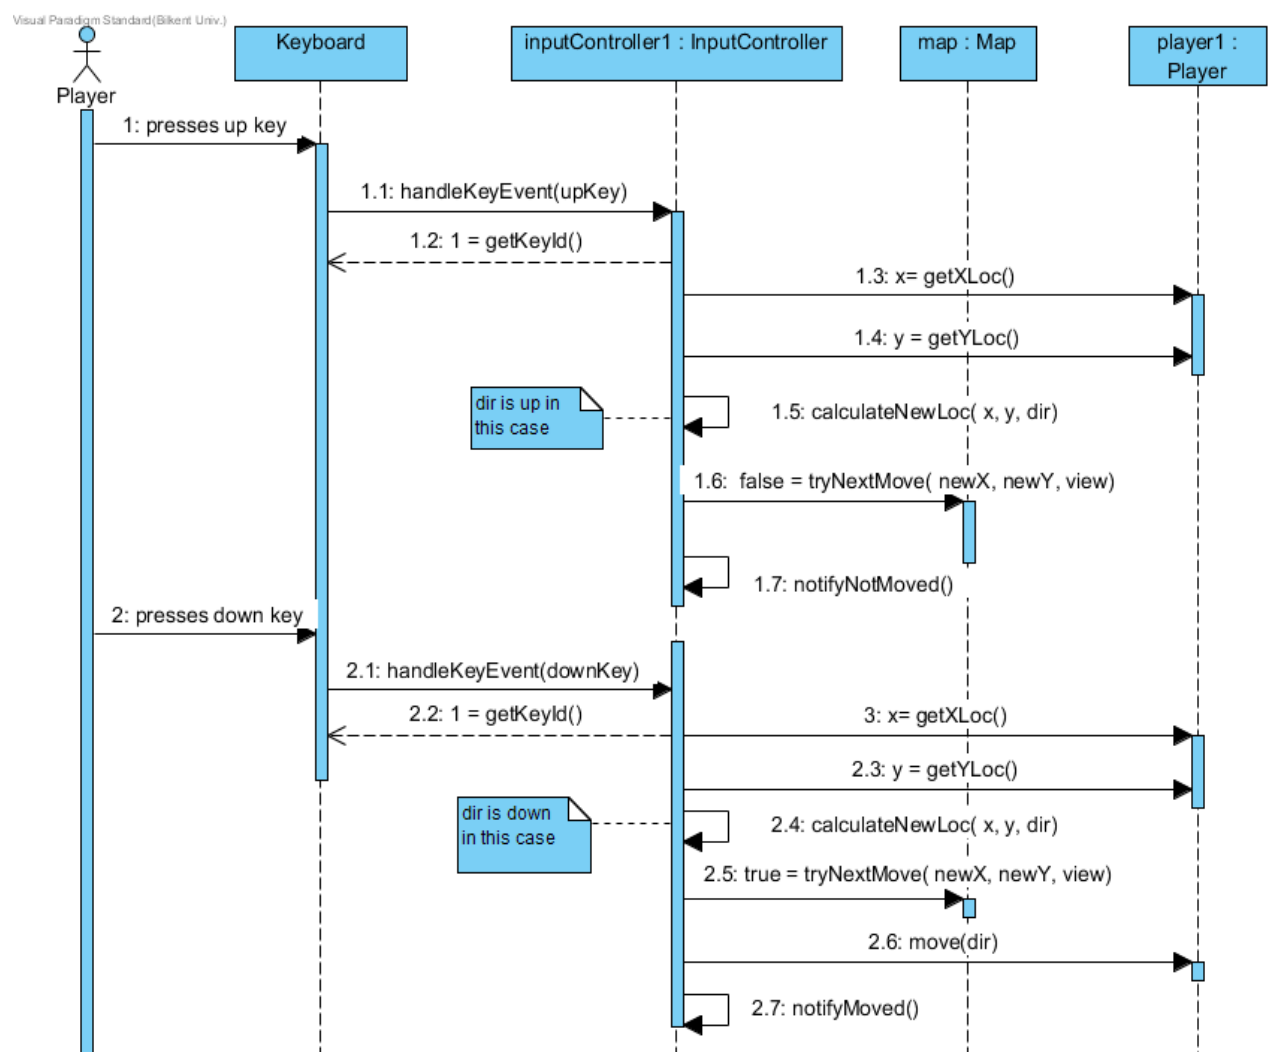 Visual Paradigm Standard(Bilkent Univ.)
Player
Keyboard
inputController1 : InputController
map : Map
player1 :
Player
1: presses up key
1.1: handleKeyEvent(upKey)
1.2: 1 = getKeyId()
1.3: x= getXLoc()
1.4: y = getYLoc()
dir is up in
this case
1.5: calculateNewLoc( x, y, dir)
1.6:  false = tryNextMove( newX, newY, view)
1.7: notifyNotMoved()
2: presses down key
2.1: handleKeyEvent(downKey)
2.2: 1 = getKeyId()
3: x= getXLoc()
2.3: y = getYLoc()
dir is down
in this case
2.4: calculateNewLoc( x, y, dir)
2.5: true = tryNextMove( newX, newY, view)
2.6: move(dir)
2.7: notifyMoved()